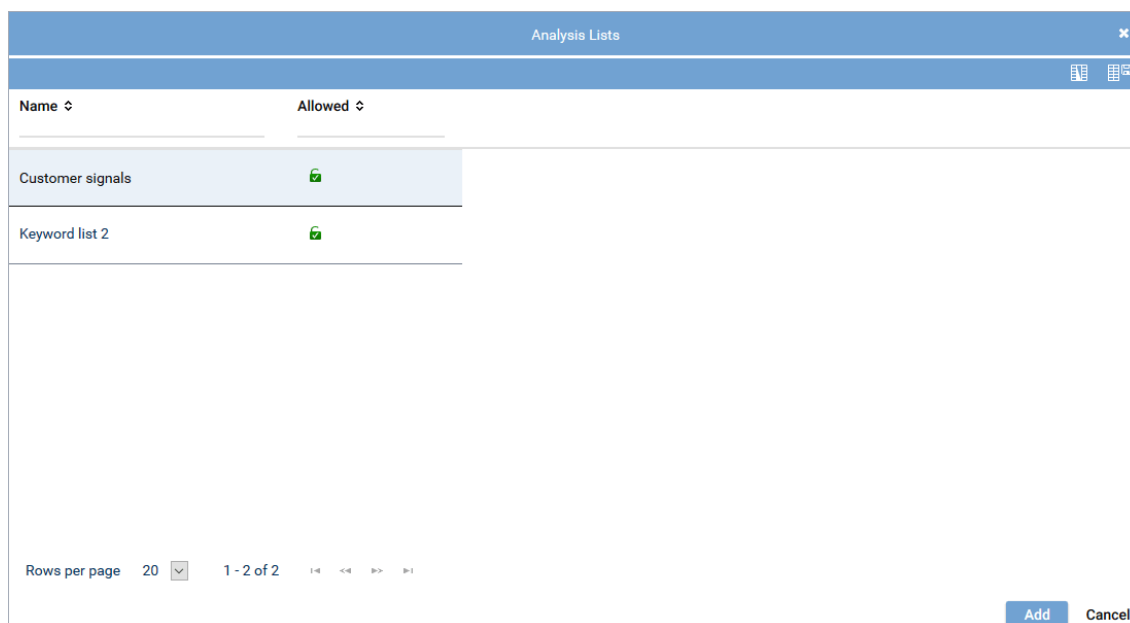 Analysis Lists
Name Allowed
Customer signals
Keyword list 2
Rows per page 20 1 - 2 of 2
Add Cancel